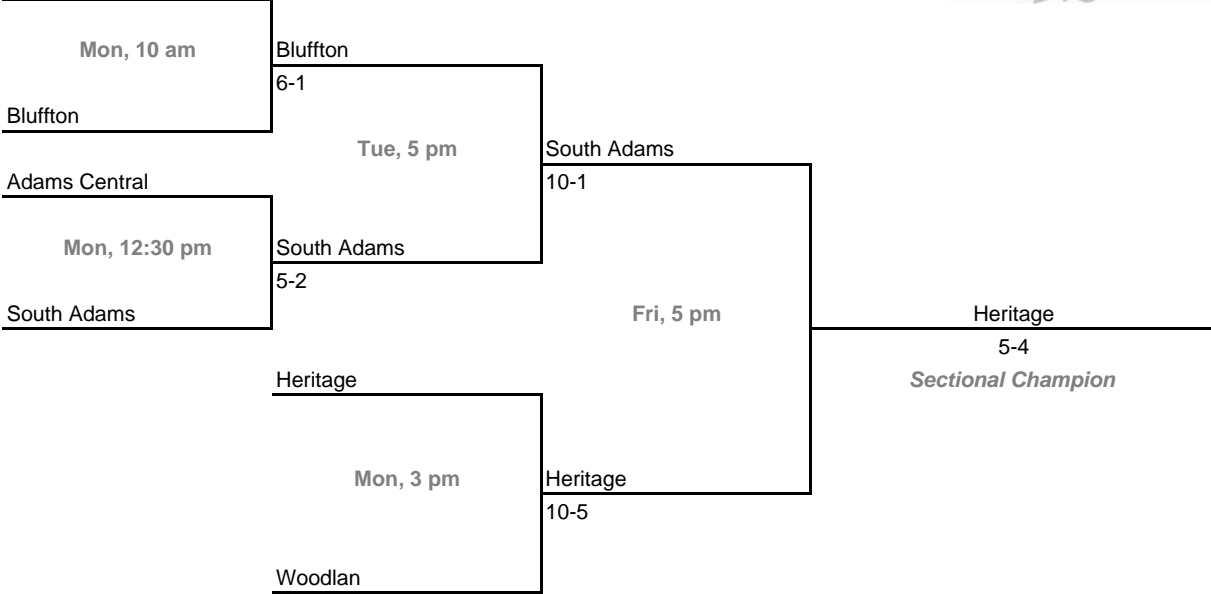 Mon, 10 am
Bluffton
6-1
Bluffton
Tue, 5 pm
South Adams
10-1
Adams Central
Mon, 12:30 pm
South Adams
5-2
South Adams
Fri, 5 pm
Heritage
5-4
Sectional Champion
Heritage
Mon, 3 pm
Heritage
10-5
Woodlan